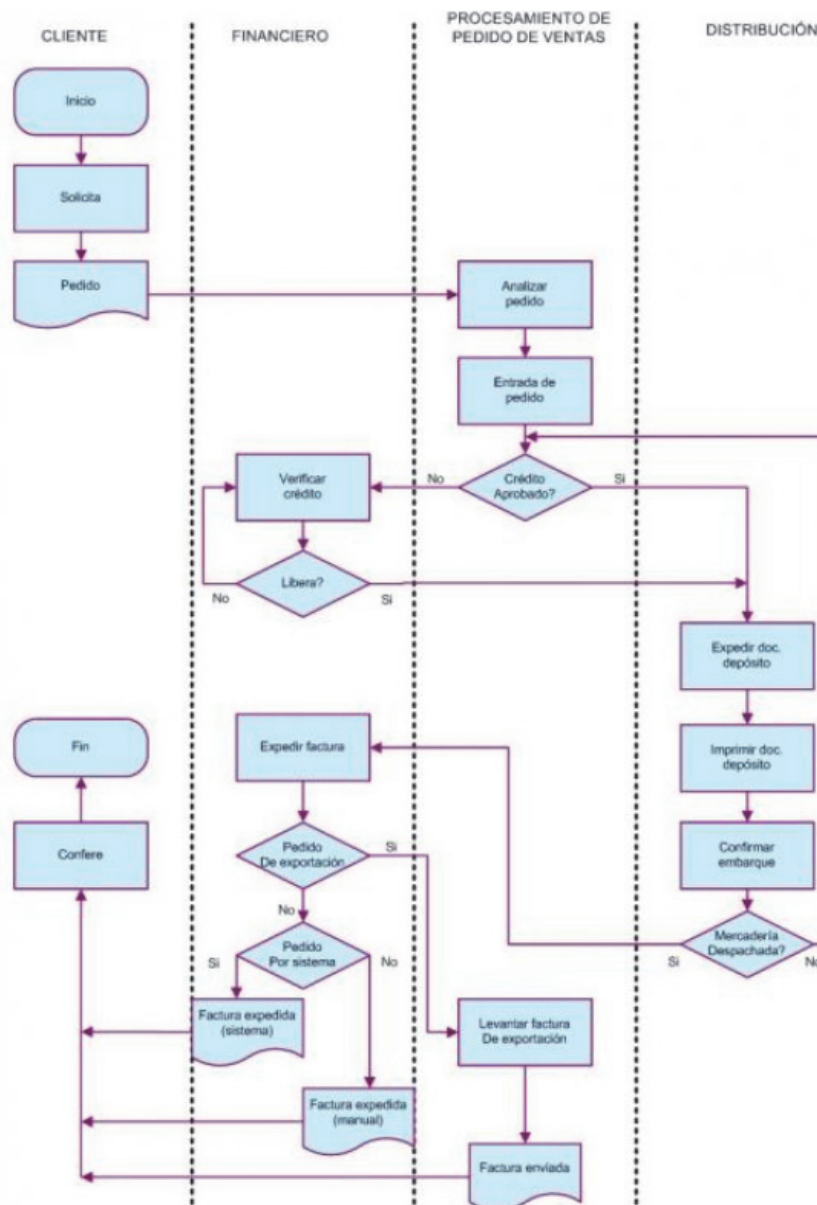 CLIENTE
FINANCIERO
PROCESAMIENTO DE
PEDIDO DE VENTAS
DISTRIBUCIÓN
Inicio
Solicita
Pedido
Analizar
pedido
Entrada de
pedido
Verificar
crédito
No
Crédito
Aprobado?
Si
Libera?
No
Si
Expedir doc.
depósito
Fin
Expedir factura
Imprimir doc.
depósito
Confere
Pedido
De exportación
Si
Confirmar
embarque
No
Pedido
Por sistema
Si
No
Mercadería
Despachada?
Si
No
Factura expedida
(sistema)
Levantar factura
De exportación
Factura expedida
(manual)
Factura envíada